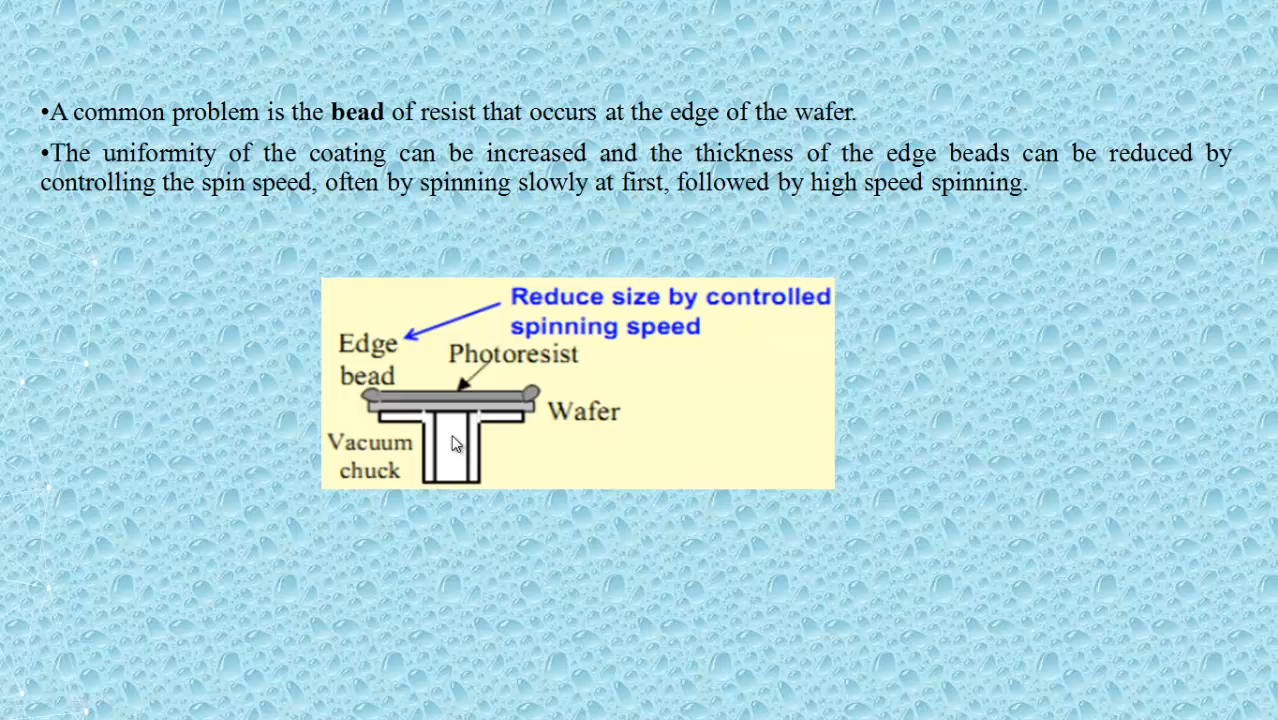 •A common problem is the bead of resist that occurs at the edge of the wafer.
•The uniformity of the coating can be increased and the thickness of the edge beads can be reduced by
controlling the spin speed, often by spinning slowly at first, followed by high speed spinning.
Reduce size by controlled
spinning speed
Edge
bead
Photoresist
Wafer
Vacuum
chuck